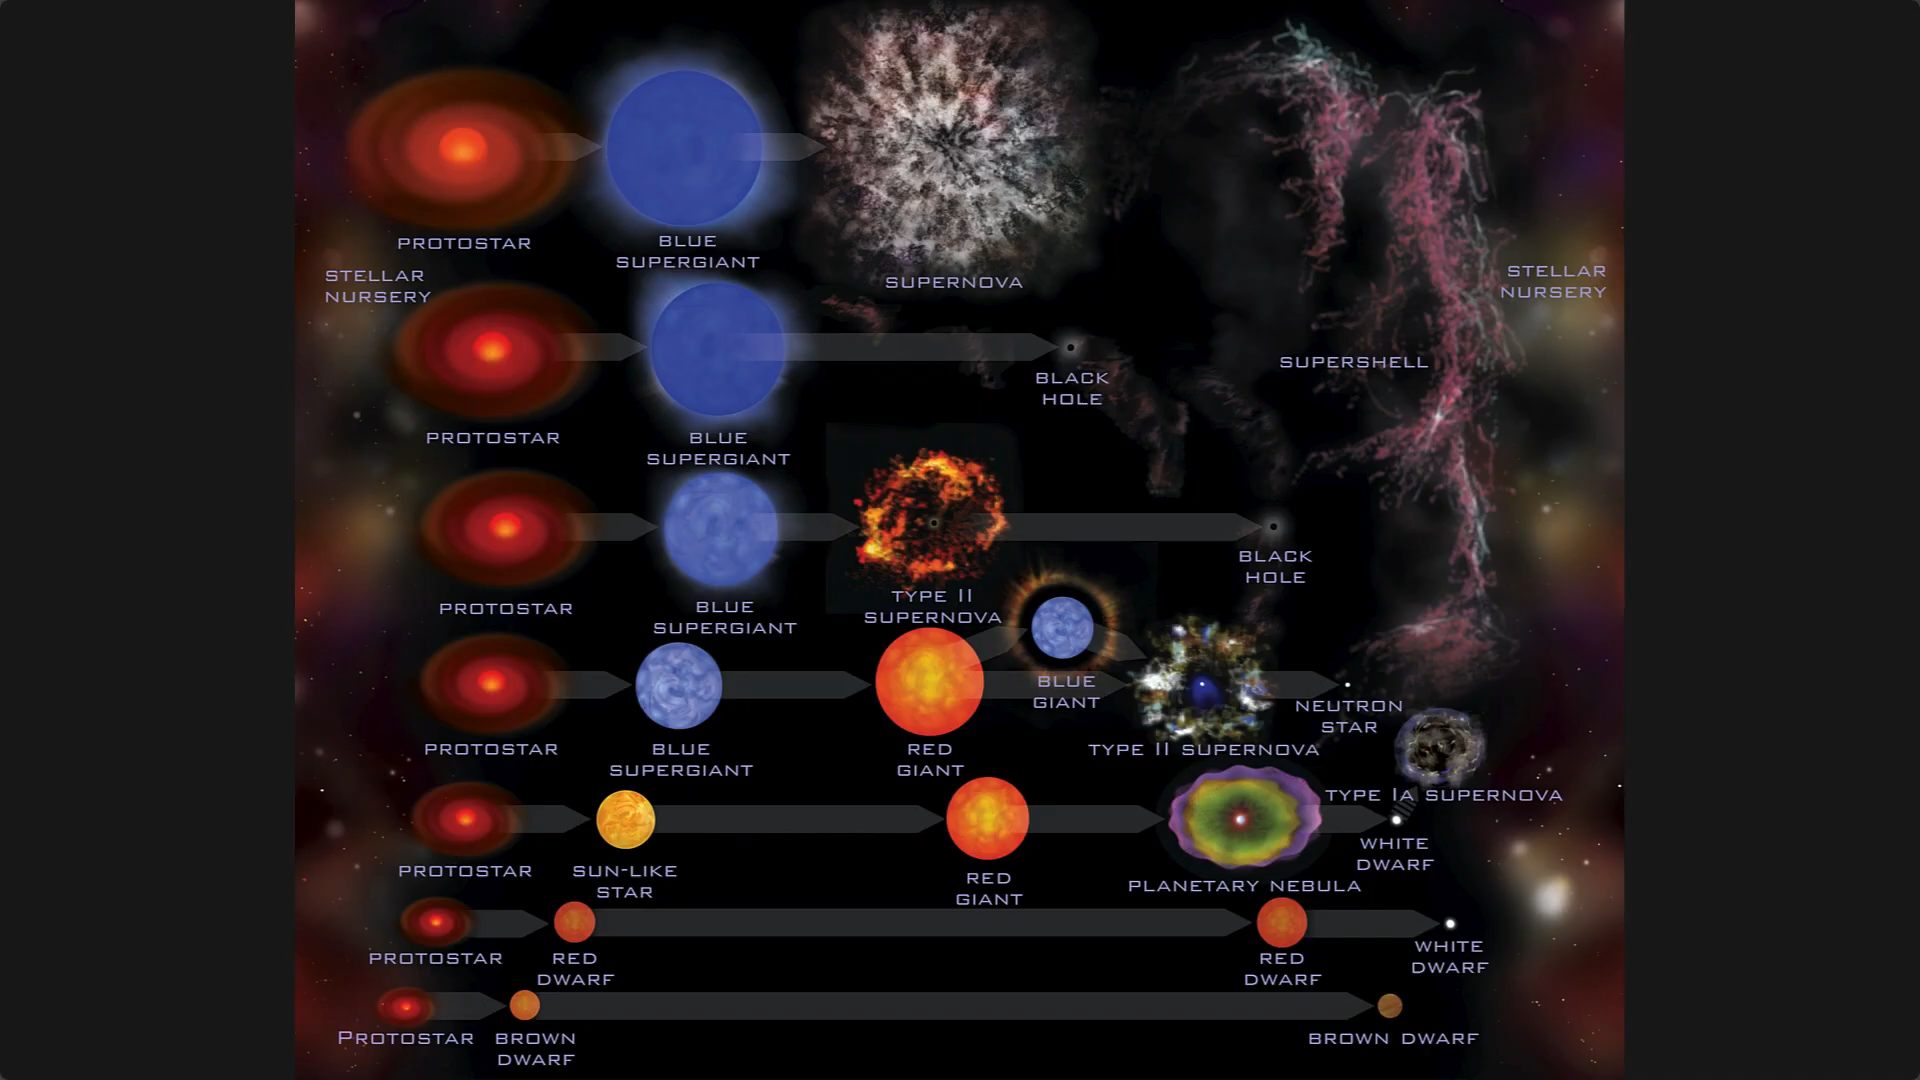 PROTOSTAR
BLUE
SUPERGIANT
SUPERNOVA
STELLAR
NURSERY
STELLAR
NURSERY
SUPERSHELL
PROTOSTAR
BLUE
SUPERGIANT
BLACK
HOLE
PROTOSTAR
BLUE
SUPERGIANT
TYPE II
SUPERNOVA
BLACK
HOLE
PROTOSTAR
BLUE
SUPERGIANT
RED
GIANT
BLUE
GIANT
TYPE II SUPERNOVA
NEUTRON
STAR
PROTOSTAR
SUN-LIKE
STAR
RED
GIANT
PLANETARY NEBULA
TYPE IA SUPERNOVA
WHITE
DWARF
PROTOSTAR
RED
DWARF
RED
DWARF
WHITE
DWARF
PROTOSTAR
BROWN
DWARF
BROWN DWARF